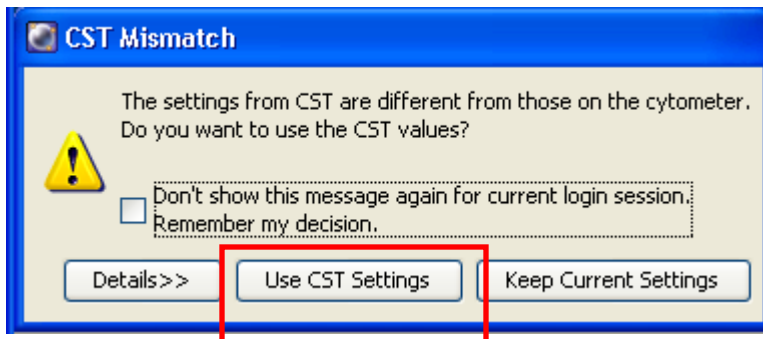 CST Mismatch
The settings from CST are different from those on the cytometer.
Do you want to use the CST values?
Don't show this message again for current login session.
Remember my decision.
Details>> Use CST Settings Keep Current Settings